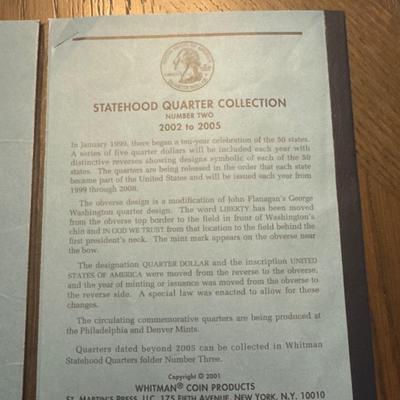 STATEHOOD QUARTER COLLECTION
NUMBER TWO
2002 to 2005
In January 1999, there began a ten-year celebration of the 50 states.
A series of five quarter dollars will be included each year with
distinctive reverses showing designs symbolic of each of the 50
states. The quarters are being released in the order that each state
became part of the United States and will be issued each year from
1999 through 2008.
The obverse design is a modification of John Flanagan's George
Washington quarter design. The word LIBERTY has been moved
from the obverse top border to the field in front of Washington's
chin and IN GOD WE TRUST from that location to the field behind the
first president's neck. The mint mark appears on the obverse near
the bow.
The designation QUARTER DOLLAR and the inscription UNITED
STATES OF AMERICA were moved from the reverse to the obverse,
and the year of minting or issuance was moved from the obverse to
the reverse side. A special law was enacted to allow for these
changes.
The circulating commemorative quarters are being produced at
the Philadelphia and Denver Mints.
Quarters dated beyond 2005 can be collected in Whitman
Statehood Quarters folder Number Three.
Copyright © 2001
WHITMAN® COIN PRODUCTS
ST. MARTIN'S PRESS, LLC, 175 FIFTH AVENUE, NEW YORK, N.Y. 10010